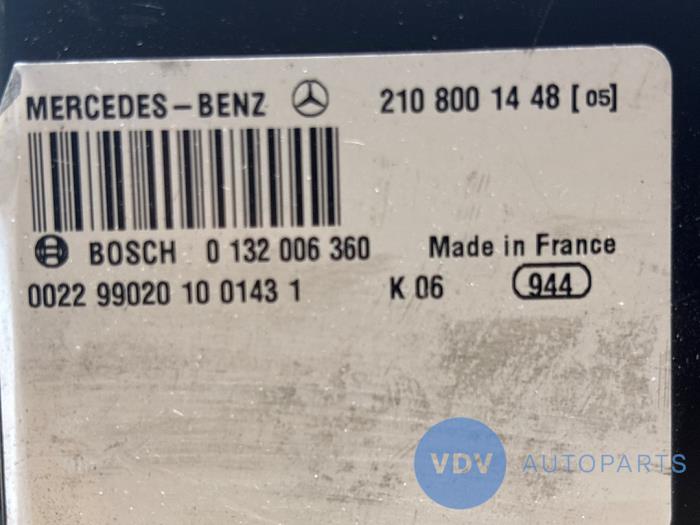 MERCEDES-BENZ 210 800 14 48 [05]
BOSCH 0 132 006 360 Made in France
0022 99020 10 0143 1 K 06 944
VDV AUTOPARTS